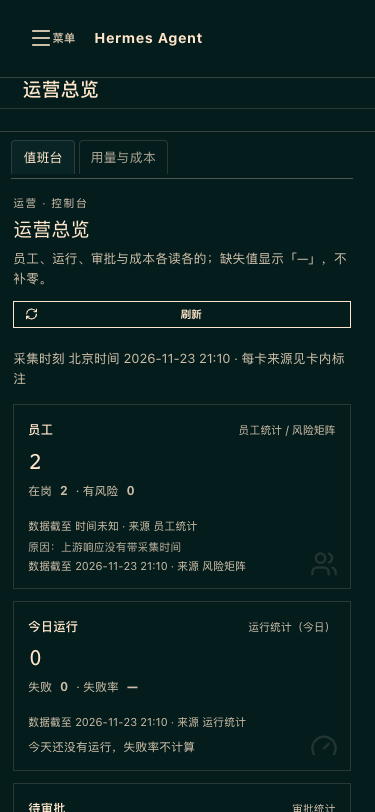 菜单 Hermes Agent
运营总览
值班台 用量与成本
运营 · 控制台
运营总览
员工、运行、审批与成本各读各的；缺失值显示「—」，不
补零。
刷新
采集时刻 北京时间 2026-11-23 21:10 · 每卡来源见卡内标
注
员工 员工统计 / 风险矩阵
2
在岗 2 · 有风险 0
数据截至 时间未知 · 来源 员工统计
原因：上游响应没有带采集时间
数据截至 2026-11-23 21:10 · 来源 风险矩阵
今日运行 运行统计（今日）
0
失败 0 · 失败率 —
数据截至 2026-11-23 21:10 · 来源 运行统计
今天还没有运行，失败率不计算
待审批 审批统计